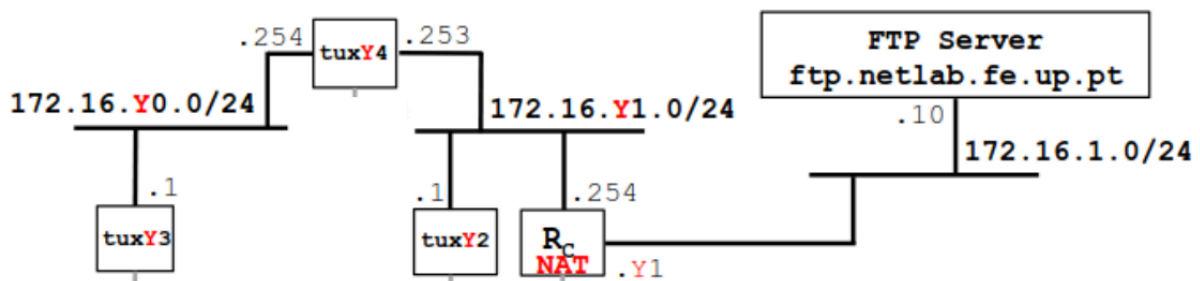 .254
tuxY4
.253
FTP Server
ftp.netlab.fe.up.pt
172.16.Y0.0/24
172.16.Y1.0/24
.10
172.16.1.0/24
.1
tuxY3
.1
tuxY2
.254
RC
NAT
.Y1